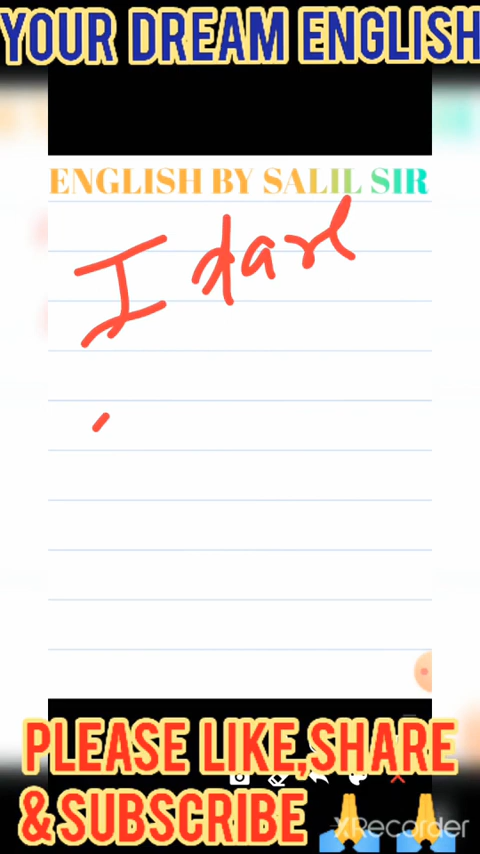 YOUR DREAM ENGLISH
ENGLISH BY SALIL SIR
I dare
PLEASE LIKE,SHARE
&SUBSCRIBE 🙏 🙏
XRecorder